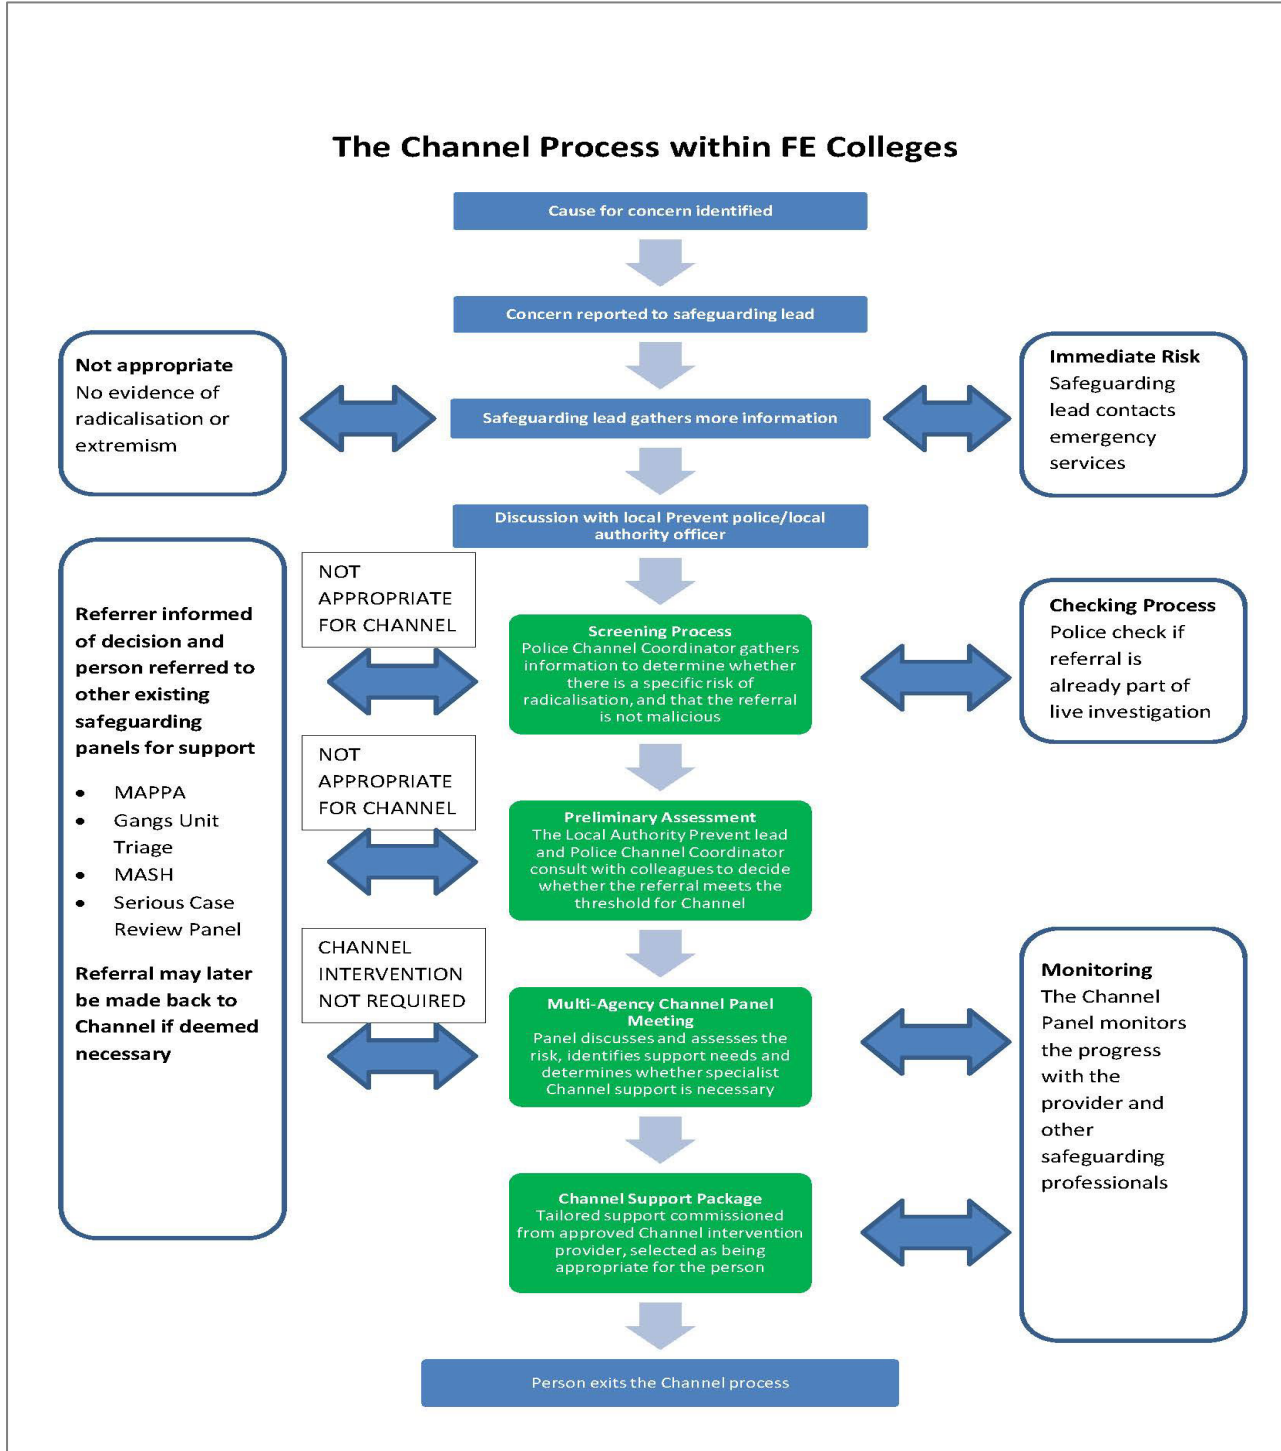 The Channel Process within FE Colleges
Cause for concern identified
Concern reported to safeguarding lead
Not appropriate
No evidence of
radicalisation or
extremism
Safeguarding lead gathers more information
Immediate Risk
Safeguarding
lead contacts
emergency
services
Discussion with local Prevent police/local
authority officer
Referrer informed
of decision and
person referred to
other existing
safeguarding
panels for support
• MAPPA
• Gangs Unit
Triage
• MASH
• Serious Case
Review Panel
Referral may later
be made back to
Channel if deemed
necessary
NOT
APPROPRIATE
FOR CHANNEL
Screening Process
Police Channel Coordinator gathers
information to determine whether
there is a specific risk of
radicalisation, and that the referral
is not malicious
Checking Process
Police check if
referral is
already part of
live investigation
NOT
APPROPRIATE
FOR CHANNEL
Preliminary Assessment
The Local Authority Prevent lead
and Police Channel Coordinator
consult with colleagues to decide
whether the referral meets the
threshold for Channel
CHANNEL
INTERVENTION
NOT REQUIRED
Multi-Agency Channel Panel
Meeting
Panel discusses and assesses the
risk, identifies support needs and
determines whether specialist
Channel support is necessary
Monitoring
The Channel
Panel monitors
the progress
with the
provider and
other
safeguarding
professionals
Channel Support Package
Tailored support commissioned
from approved Channel intervention
provider, selected as being
appropriate for the person
Person exits the Channel process